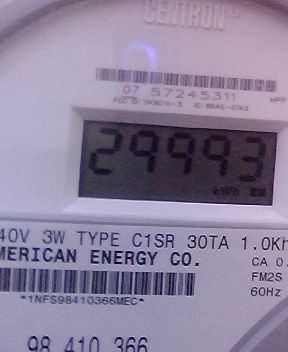 CENTRON®
07 57245311
29993
kWh
40V 3W TYPE C1SR 30TA 1.0Kh
MERICAN ENERGY CO.
CA 0.
FM2S
60Hz
*1NFS98410366MEC*
98 410 366